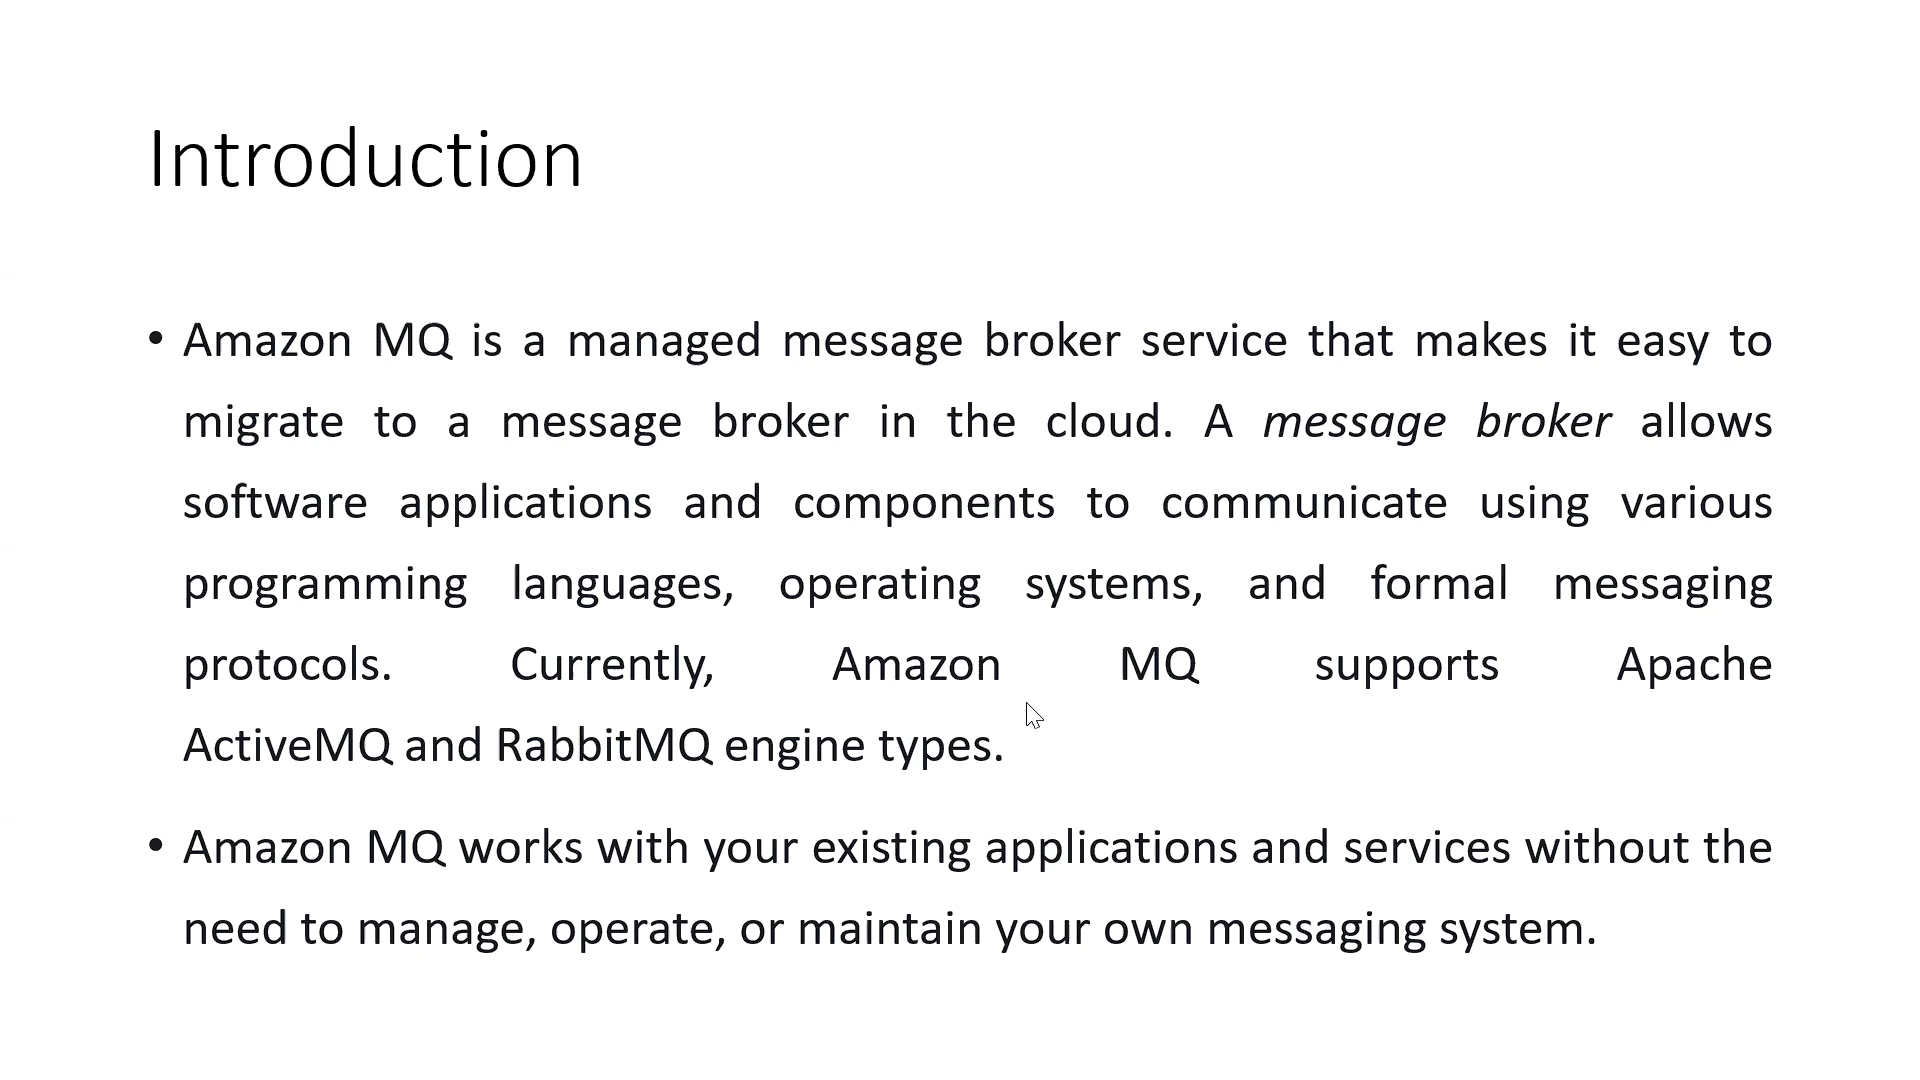 Introduction
• Amazon MQ is a managed message broker service that makes it easy to
migrate to a message broker in the cloud. A message broker allows
software applications and components to communicate using various
programming languages, operating systems, and formal messaging
protocols. Currently, Amazon MQ supports Apache
ActiveMQ and RabbitMQ engine types.
• Amazon MQ works with your existing applications and services without the
need to manage, operate, or maintain your own messaging system.